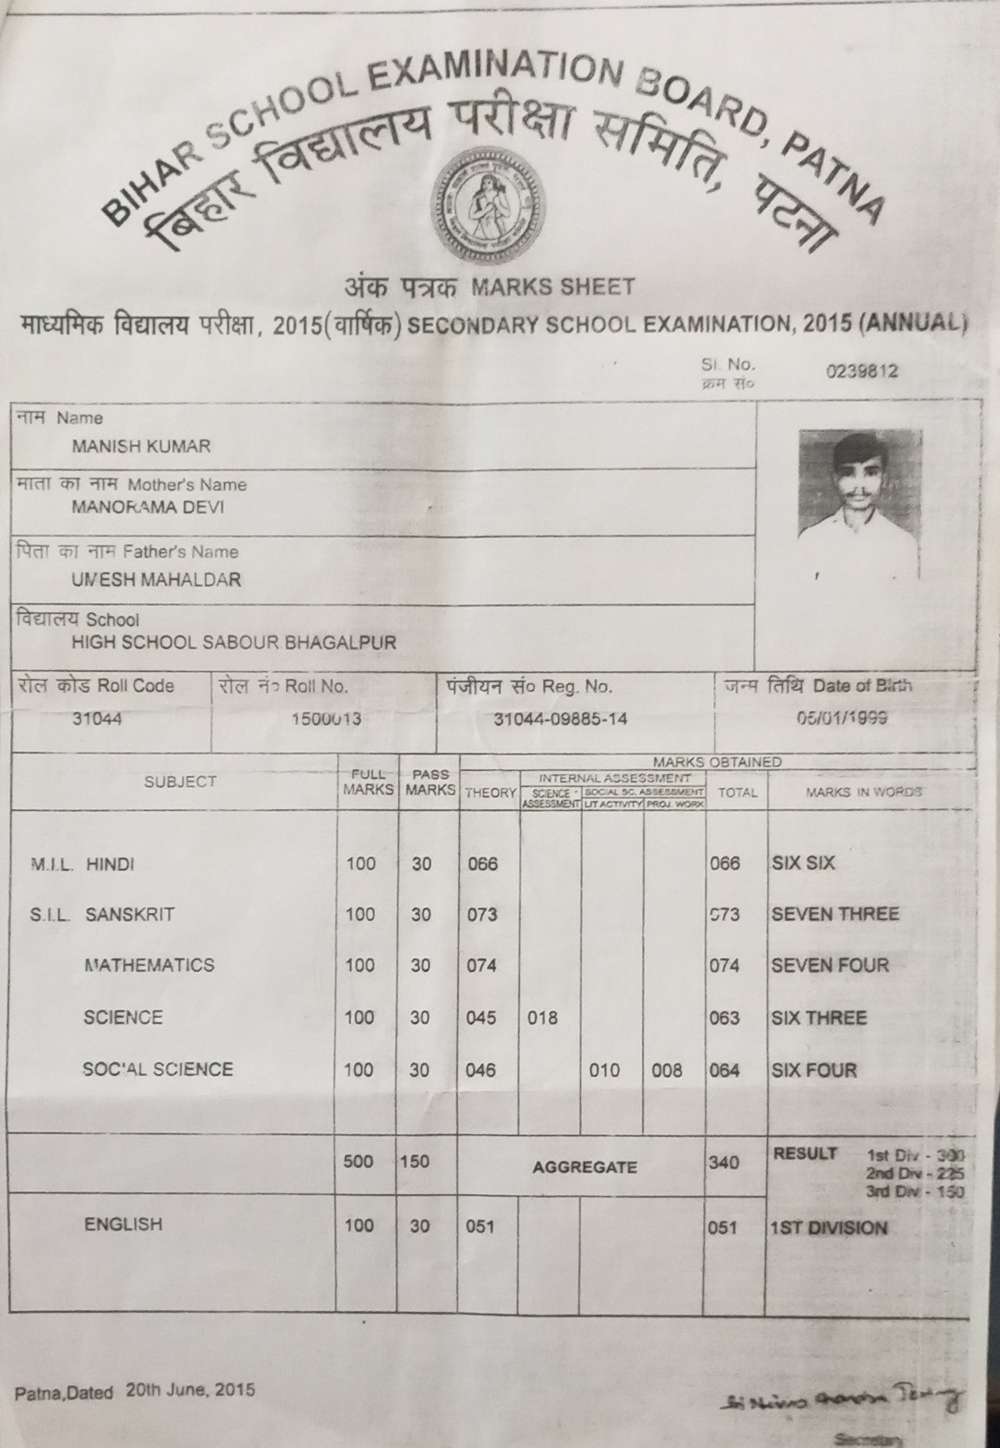 BIHAR SCHOOL EXAMINATION BOARD, PATNA
बिहार विद्यालय परीक्षा समिति, पटना
अंक पत्रक MARKS SHEET
माध्यमिक विद्यालय परीक्षा, 2015(वार्षिक) SECONDARY SCHOOL EXAMINATION, 2015 (ANNUAL)
Sl. No. 0239812
क्रम सं०
नाम Name
MANISH KUMAR
माता का नाम Mother's Name
MANORAMA DEVI
पिता का नाम Father's Name
UMESH MAHALDAR
विद्यालय School
HIGH SCHOOL SABOUR BHAGALPUR
रोल कोड Roll Code रोल नं० Roll No. पंजीयन सं० Reg. No. जन्म तिथि Date of Birth
31044 1500013 31044-09885-14 05/01/1999
MARKS OBTAINED
SUBJECT FULL MARKS PASS MARKS THEORY INTERNAL ASSESSMENT TOTAL MARKS IN WORDS
SCIENCE ASSESSMENT SOCIAL SC. ASSESSMENT
LIT ACTIVITY PROJ. WORK
M.I.L. HINDI 100 30 066 066 SIX SIX
S.I.L. SANSKRIT 100 30 073 073 SEVEN THREE
MATHEMATICS 100 30 074 074 SEVEN FOUR
SCIENCE 100 30 045 018 063 SIX THREE
SOCIAL SCIENCE 100 30 046 010 008 064 SIX FOUR
500 150 AGGREGATE 340 RESULT 1st Div - 300
2nd Div - 225
3rd Div - 150
ENGLISH 100 30 051 051 1ST DIVISION
Patna,Dated 20th June, 2015
Secretary